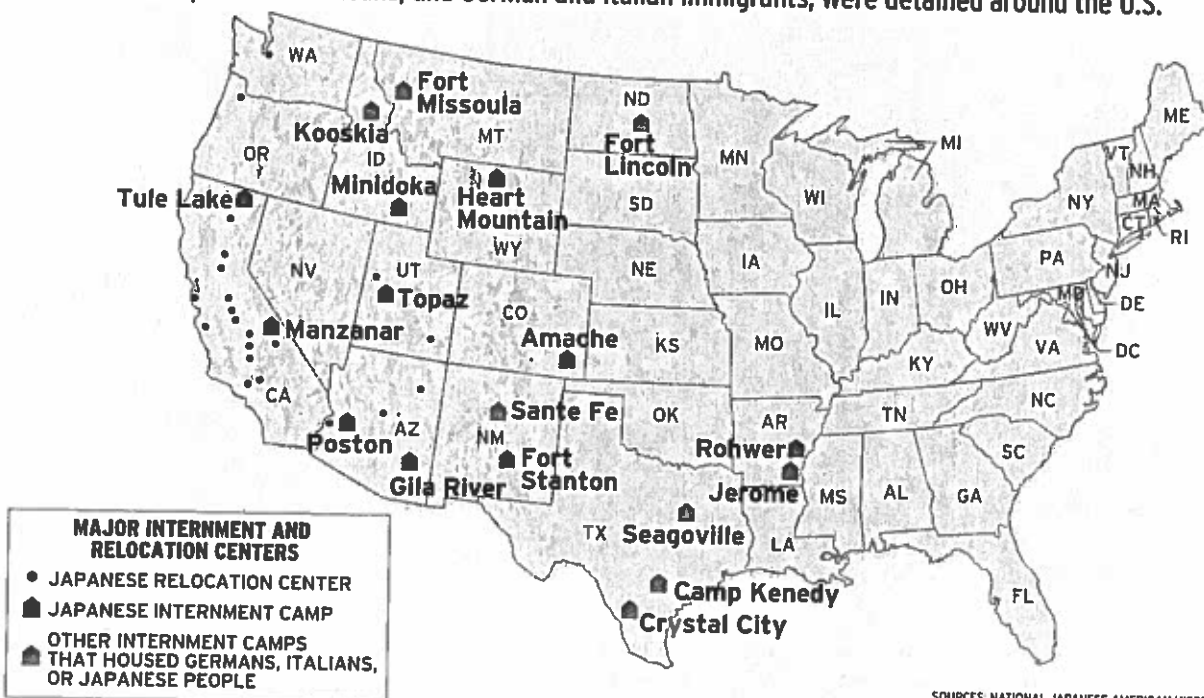 and German and Italian immigrants, were detained around the U.S.
WA
Fort
Missoula
Kooskia
MT
ND
Fort
Lincoln
MN
MI
ME
VT
NH
OR
ID
Minidoka
Heart
Mountain
WY
SD
WI
NY
MA
CT
RI
Tule Lake
NV
UT
Topaz
NE
IA
PA
NJ
OH
IN
IL
MD
DE
Manzanar
CO
Amache
KS
MO
WV
VA
DC
KY
CA
Sante Fe
OK
AR
TN
NC
Poston
AZ
NM
Fort
Stanton
Rohwer
SC
Gila River
Jerome
MS
AL
GA
TX
Seagoville
LA
Camp Kenedy
Crystal City
FL
MAJOR INTERNMENT AND
RELOCATION CENTERS
JAPANESE RELOCATION CENTER
JAPANESE INTERNMENT CAMP
OTHER INTERNMENT CAMPS
THAT HOUSED GERMANS, ITALIANS,
OR JAPANESE PEOPLE
SOURCES: NATIONAL JAPANESE AMERICAN